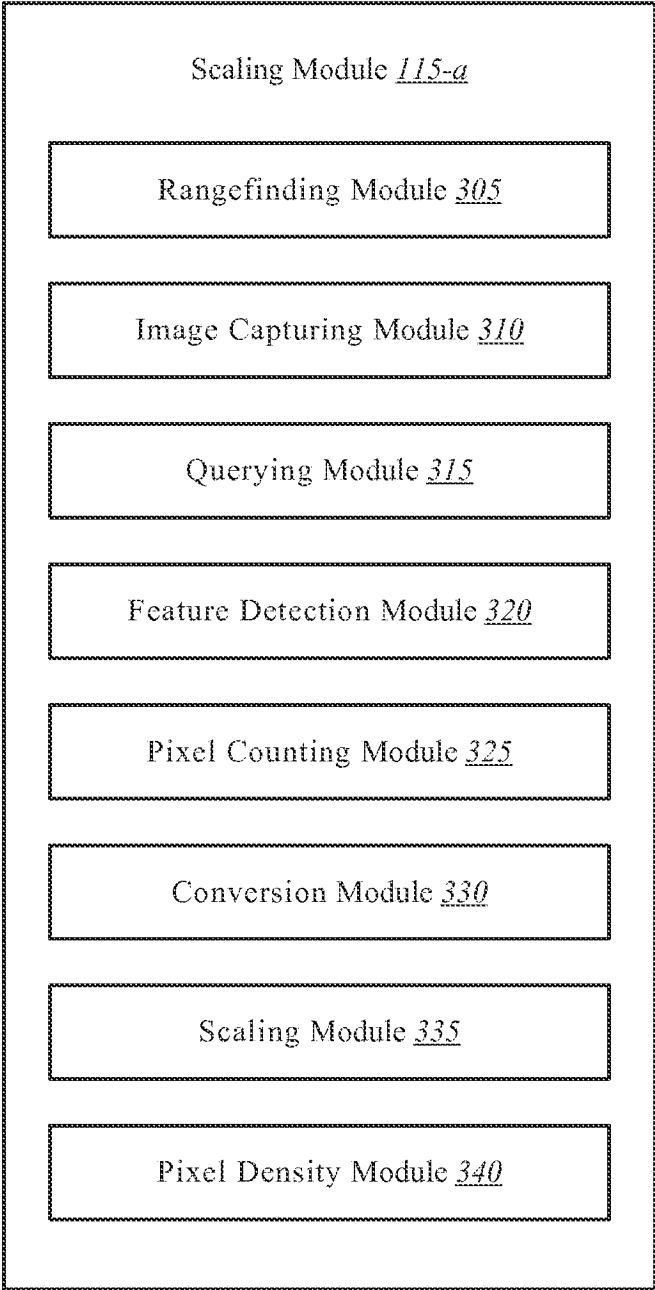 Scaling Module 115-a
Rangefinding Module 305
Image Capturing Module 310
Querying Module 315
Feature Detection Module 320
Pixel Counting Module 325
Conversion Module 330
Scaling Module 335
Pixel Density Module 340